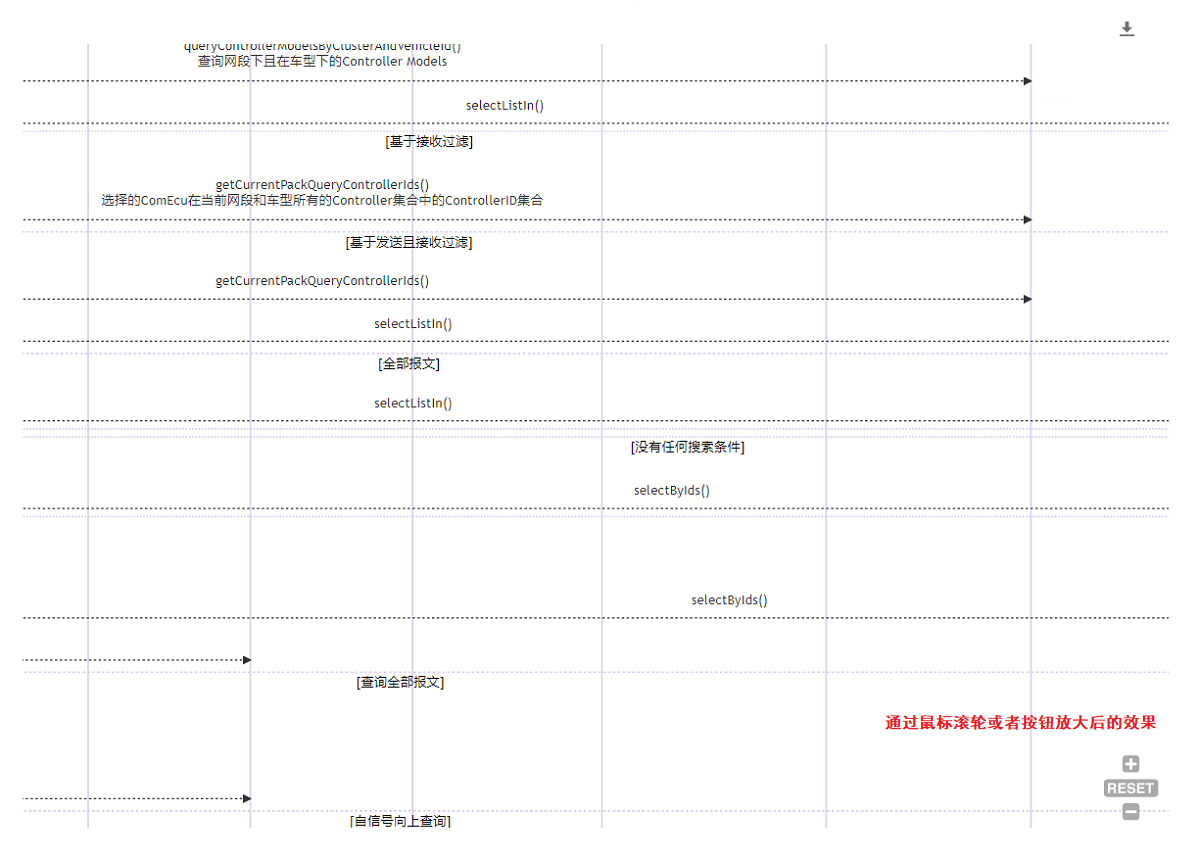 queryControllerModelsByClusterAndVehicleId()
查询网段下且在车型下的Controller Models
selectListIn()
[基于接收过滤]
getCurrentPackQueryControllerIds()
选择的ComEcu在当前网段和车型所有的Controller集合中的ControllerID集合
[基于发送且接收过滤]
getCurrentPackQueryControllerIds()
selectListIn()
[全部报文]
selectListIn()
[没有任何搜索条件]
selectByIds()
selectByIds()
[查询全部报文]
通过鼠标滚轮或者按钮放大后的效果
RESET
[自信号向上查询]